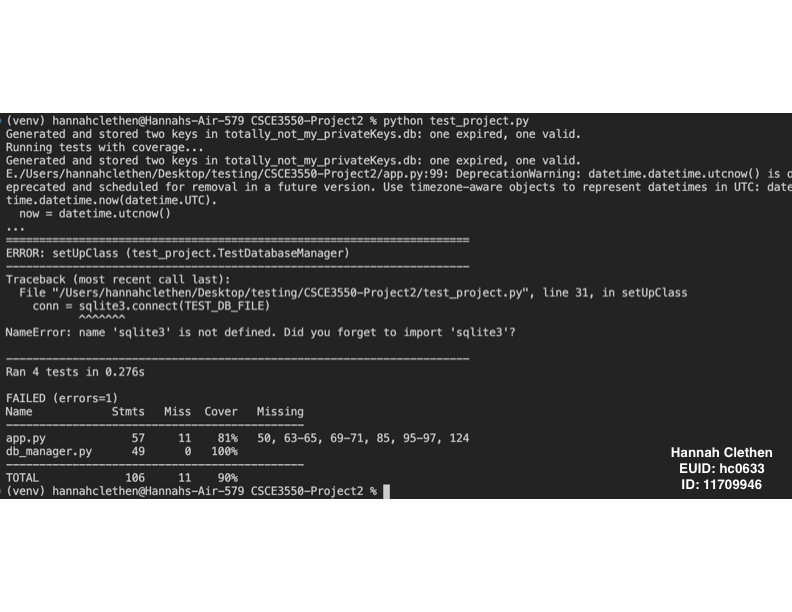 (venv) hannahclethen@Hannahs-Air-579 CSCE3550-Project2 % python test_project.py
Generated and stored two keys in totally_not_my_privateKeys.db: one expired, one valid.
Running tests with coverage...
Generated and stored two keys in totally_not_my_privateKeys.db: one expired, one valid.
E./Users/hannahclethen/Desktop/testing/CSCE3550-Project2/app.py:99: DeprecationWarning: datetime.datetime.utcnow() is d
eprecated and scheduled for removal in a future version. Use timezone-aware objects to represent datetimes in UTC: date
time.datetime.now(datetime.UTC).
  now = datetime.utcnow()
...
======================================================================
ERROR: setUpClass (test_project.TestDatabaseManager)
----------------------------------------------------------------------
Traceback (most recent call last):
  File "/Users/hannahclethen/Desktop/testing/CSCE3550-Project2/test_project.py", line 31, in setUpClass
    conn = sqlite3.connect(TEST_DB_FILE)
           ^^^^^^^
NameError: name 'sqlite3' is not defined. Did you forget to import 'sqlite3'?
----------------------------------------------------------------------
Ran 4 tests in 0.276s
FAILED (errors=1)
Name            Stmts   Miss  Cover   Missing
---------------------------------------------
app.py             57     11    81%   50, 63-65, 69-71, 85, 95-97, 124
db_manager.py      49      0   100%
---------------------------------------------
TOTAL             106     11    90%
(venv) hannahclethen@Hannahs-Air-579 CSCE3550-Project2 %
Hannah Clethen
EUID: hc0633
ID: 11709946